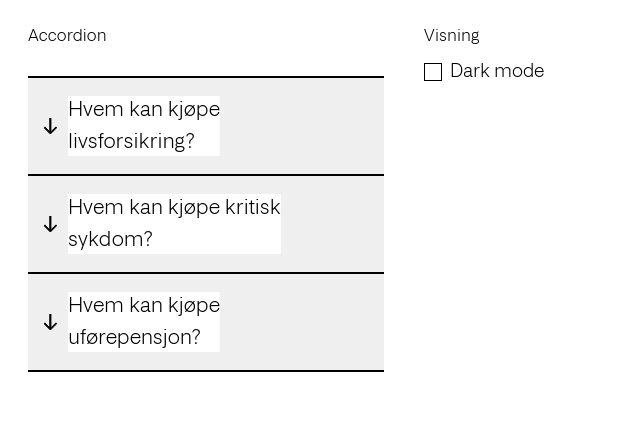 Accordion
Hvem kan kjøpe
livsforsikring?
Hvem kan kjøpe kritisk
sykdom?
Hvem kan kjøpe
uførepensjon?
Visning
Dark mode